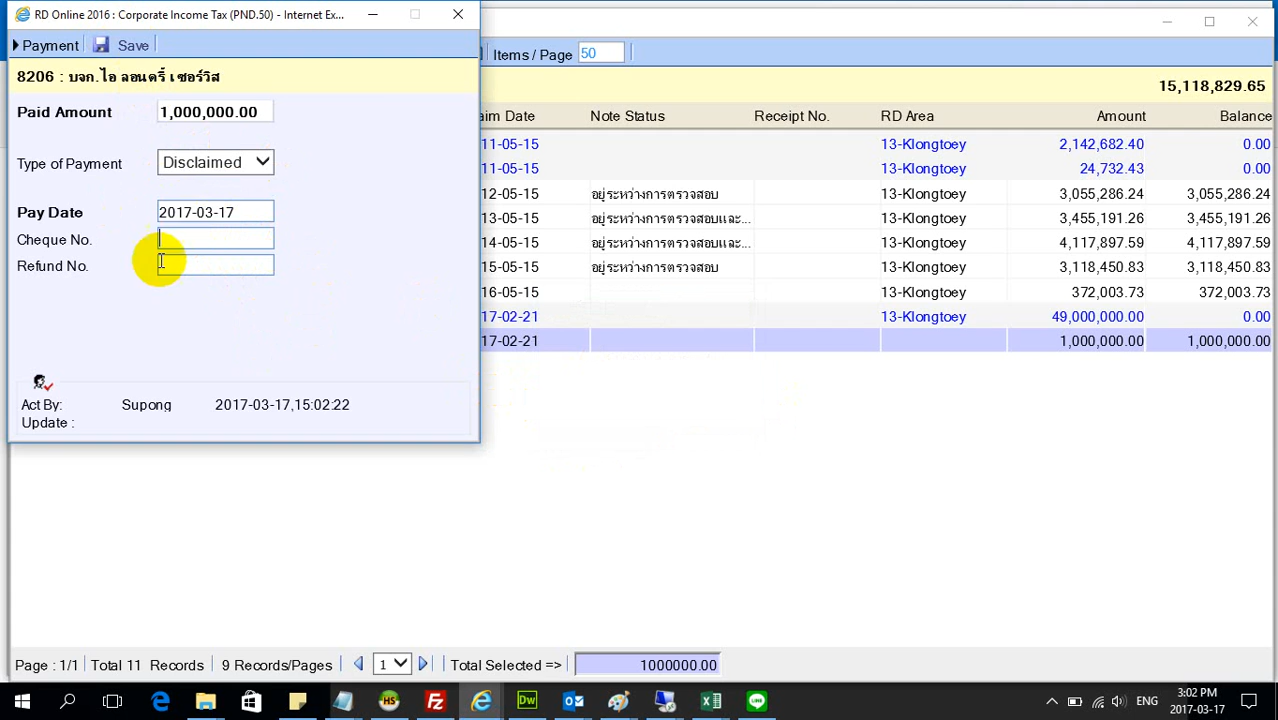 RD Online 2016 : Corporate Income Tax (PND.50) - Internet Ex...
Payment Save
8206 : บจก.ไอ ลอนดรี้ เซอร์วิส
Paid Amount 1,000,000.00
Type of Payment Disclaimed
Pay Date 2017-03-17
Cheque No.
Refund No.
Act By: Supong 2017-03-17,15:02:22
Update :
Items / Page 50
15,118,829.65
Date Note Status Receipt No. RD Area Amount Balance
11-05-15 13-Klongtoey 2,142,682.40 0.00
11-05-15 13-Klongtoey 24,732.43 0.00
12-05-15 อยู่ระหว่างการตรวจสอบ 13-Klongtoey 3,055,286.24 3,055,286.24
13-05-15 อยู่ระหว่างการตรวจสอบและ... 13-Klongtoey 3,455,191.26 3,455,191.26
14-05-15 อยู่ระหว่างการตรวจสอบและ... 13-Klongtoey 4,117,897.59 4,117,897.59
15-05-15 อยู่ระหว่างการตรวจสอบ 13-Klongtoey 3,118,450.83 3,118,450.83
16-05-15 13-Klongtoey 372,003.73 372,003.73
17-02-21 13-Klongtoey 49,000,000.00 0.00
17-02-21 1,000,000.00 1,000,000.00
Page : 1/1 Total 11 Records 9 Records/Pages 1 Total Selected => 1000000.00
HS Fz Dw ENG 3:02 PM
2017-03-17